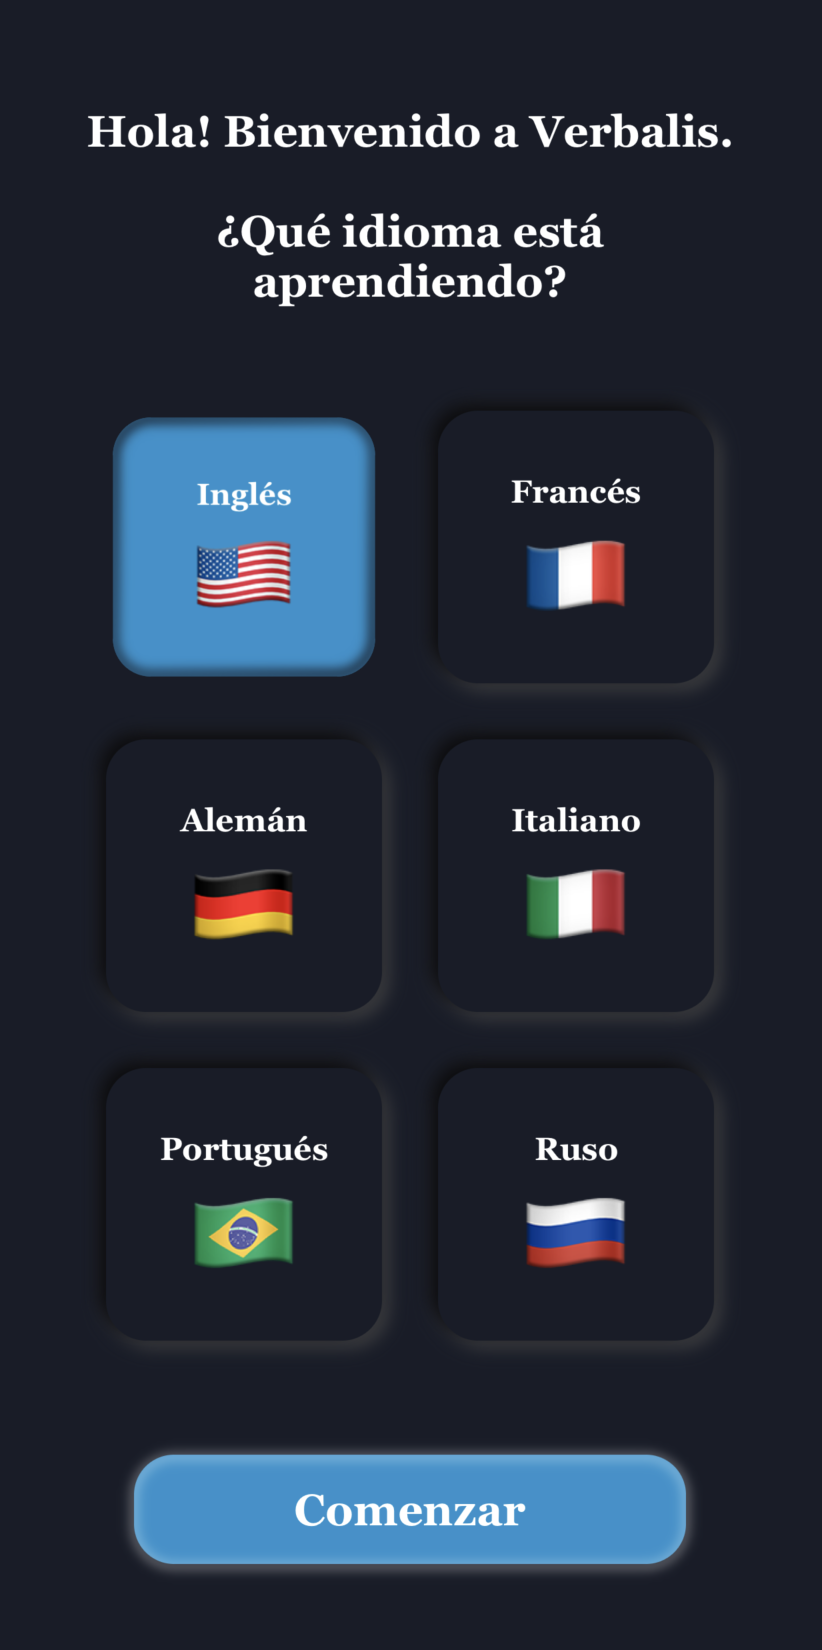 Hola! Bienvenido a Verbalis.
¿Qué idioma está
aprendiendo?
Inglés
Francés
Alemán
Italiano
Portugués
Ruso
Comenzar